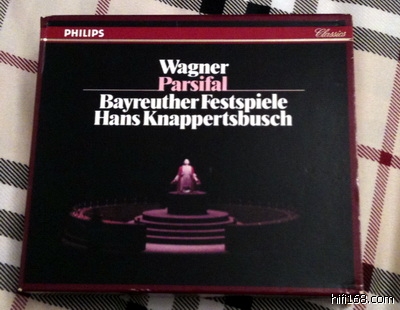 PHILIPS
Classics
Wagner
Parsifal
Bayreuther Festspiele
Hans Knappertsbusch
hifi168.com